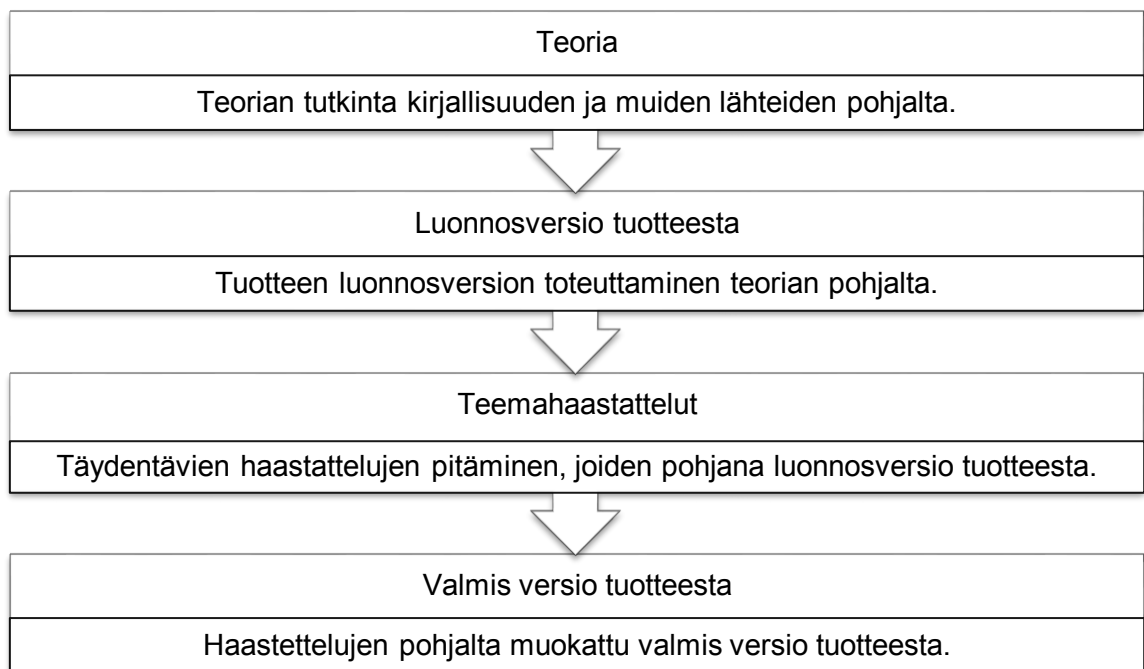 Teoria
Teorian tutkinta kirjallisuuden ja muiden lähteiden pohjalta.
Luonnosversio tuotteesta
Tuotteen luonnosversion toteuttaminen teorian pohjalta.
Teemahaastattelut
Täydentävien haastattelujen pitäminen, joiden pohjana luonnosversio tuotteesta.
Valmis versio tuotteesta
Haastettelujen pohjalta muokattu valmis versio tuotteesta.